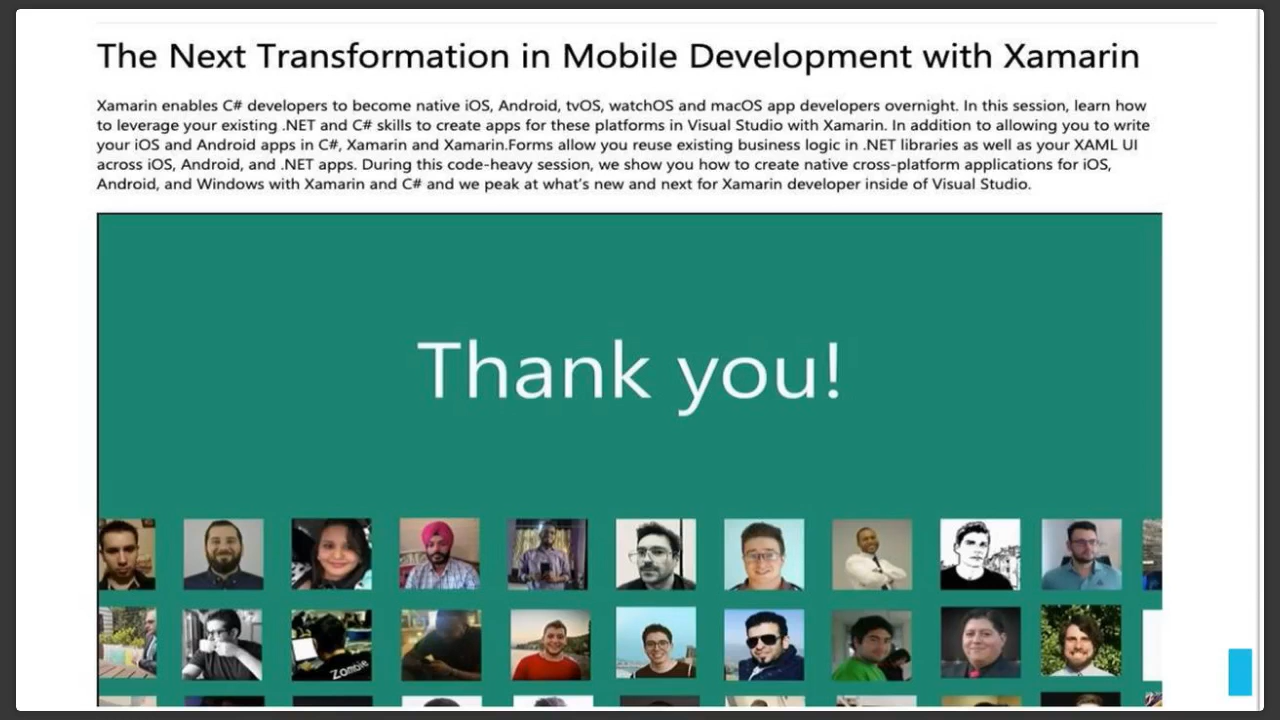 The Next Transformation in Mobile Development with Xamarin
Xamarin enables C# developers to become native iOS, Android, tvOS, watchOS and macOS app developers overnight. In this session, learn how
to leverage your existing .NET and C# skills to create apps for these platforms in Visual Studio with Xamarin. In addition to allowing you to write
your iOS and Android apps in C#, Xamarin and Xamarin.Forms allow you reuse existing business logic in .NET libraries as well as your XAML UI
across iOS, Android, and .NET apps. During this code-heavy session, we show you how to create native cross-platform applications for iOS,
Android, and Windows with Xamarin and C# and we peak at what's new and next for Xamarin developer inside of Visual Studio.
Thank you!
Zombie